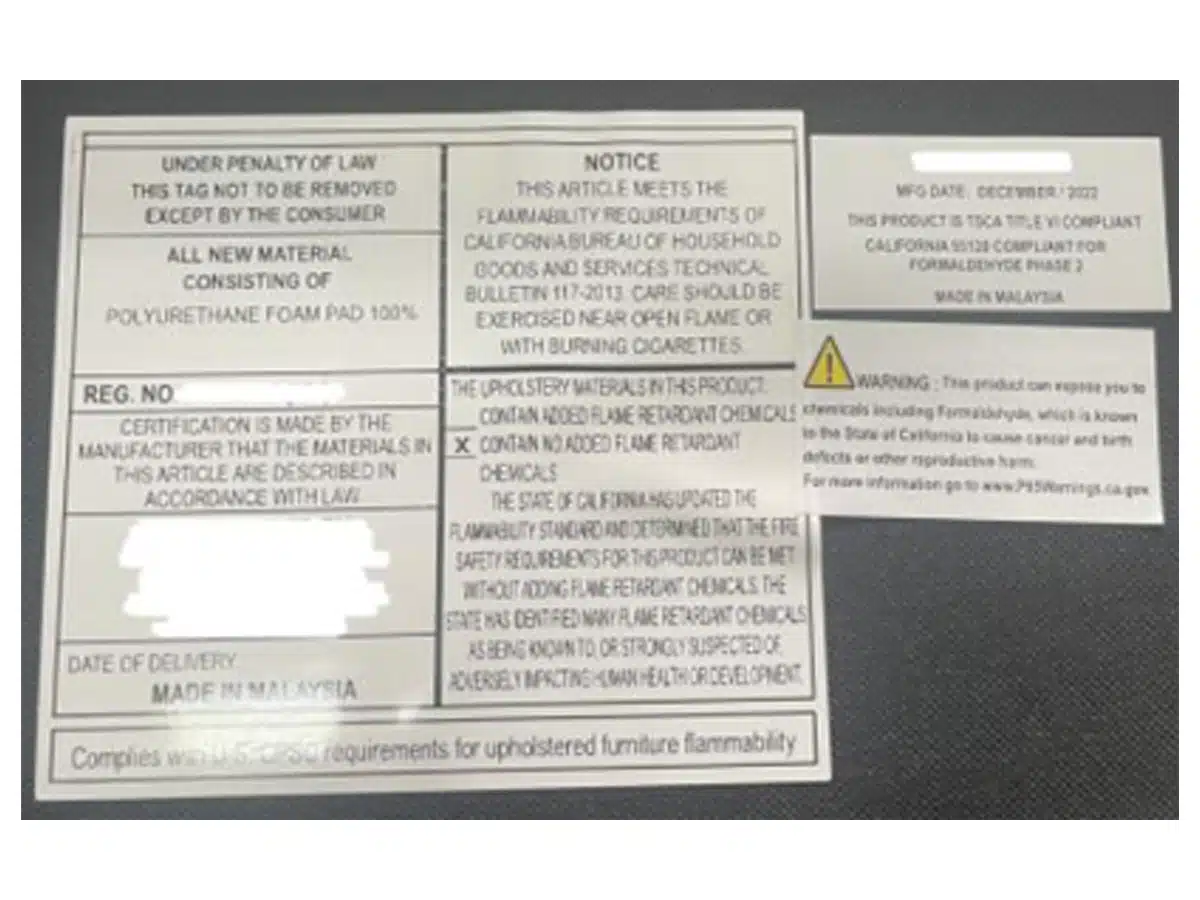 UNDER PENALTY OF LAW
THIS TAG NOT TO BE REMOVED
EXCEPT BY THE CONSUMER
ALL NEW MATERIAL
CONSISTING OF
POLYURETHANE FOAM PAD 100%
REG. NO
CERTIFICATION IS MADE BY THE
MANUFACTURER THAT THE MATERIALS IN
THIS ARTICLE ARE DESCRIBED IN
ACCORDANCE WITH LAW
DATE OF DELIVERY
MADE IN MALAYSIA
NOTICE
THIS ARTICLE MEETS THE
FLAMMABILITY REQUIREMENTS OF
CALIFORNIA BUREAU OF HOUSEHOLD
GOODS AND SERVICES TECHNICAL
BULLETIN 117-2013. CARE SHOULD BE
EXERCISED NEAR OPEN FLAME OR
WITH BURNING CIGARETTES.
THE UPHOLSTERY MATERIALS IN THIS PRODUCT:
__ CONTAIN ADDED FLAME RETARDANT CHEMICALS
X CONTAIN NO ADDED FLAME RETARDANT
CHEMICALS
THE STATE OF CALIFORNIA HAS UPDATED THE
FLAMMABILITY STANDARD AND DETERMINED THAT THE FIRE
SAFETY REQUIREMENTS FOR THIS PRODUCT CAN BE MET
WITHOUT ADDING FLAME RETARDANT CHEMICALS. THE
STATE HAS IDENTIFIED MANY FLAME RETARDANT CHEMICALS
AS BEING KNOWN TO, OR STRONGLY SUSPECTED OF,
ADVERSELY IMPACTING HUMAN HEALTH OR DEVELOPMENT.
Complies with U.S. CPSC requirements for upholstered furniture flammability
MFG DATE: DECEMBER / 2022
THIS PRODUCT IS TSCA TITLE VI COMPLIANT
CALIFORNIA 93120 COMPLIANT FOR
FORMALDEHYDE PHASE 2
MADE IN MALAYSIA
WARNING : This product can expose you to
chemicals including Formaldehyde, which is known
to the State of California to cause cancer and birth
defects or other reproductive harm.
For more information go to www.P65Warnings.ca.gov